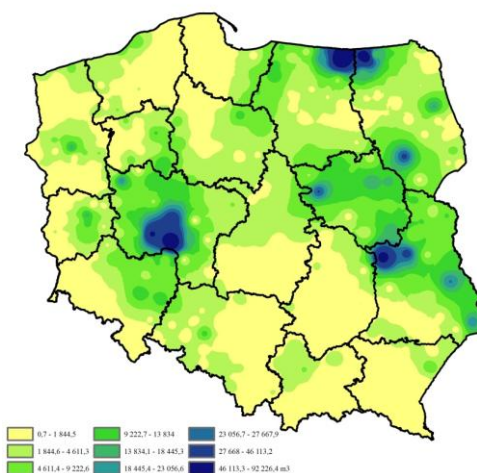 0,7 - 1 844,5
9 222,7 - 13 834
23 056,7 - 27 667,9
1 844,6 - 4 611,3
13 834,1 - 18 445,3
27 668 - 46 113,2
4 611,4 - 9 222,6
18 445,4 - 23 056,6
46 113,3 - 92 226,4 m3